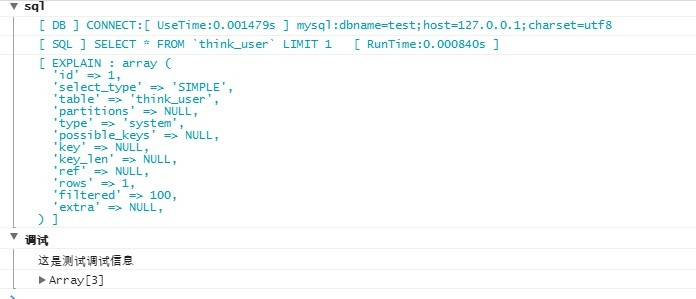 sql
[ DB ] CONNECT:[ UseTime:0.001479s ] mysql:dbname=test;host=127.0.0.1;charset=utf8
[ SQL ] SELECT * FROM `think_user` LIMIT 1 [ RunTime:0.000840s ]
[ EXPLAIN : array (
'id' => 1,
'select_type' => 'SIMPLE',
'table' => 'think_user',
'partitions' => NULL,
'type' => 'system',
'possible_keys' => NULL,
'key' => NULL,
'key_len' => NULL,
'ref' => NULL,
'rows' => 1,
'filtered' => 100,
'extra' => NULL,
) ]
调试
这是测试调试信息
Array[3]